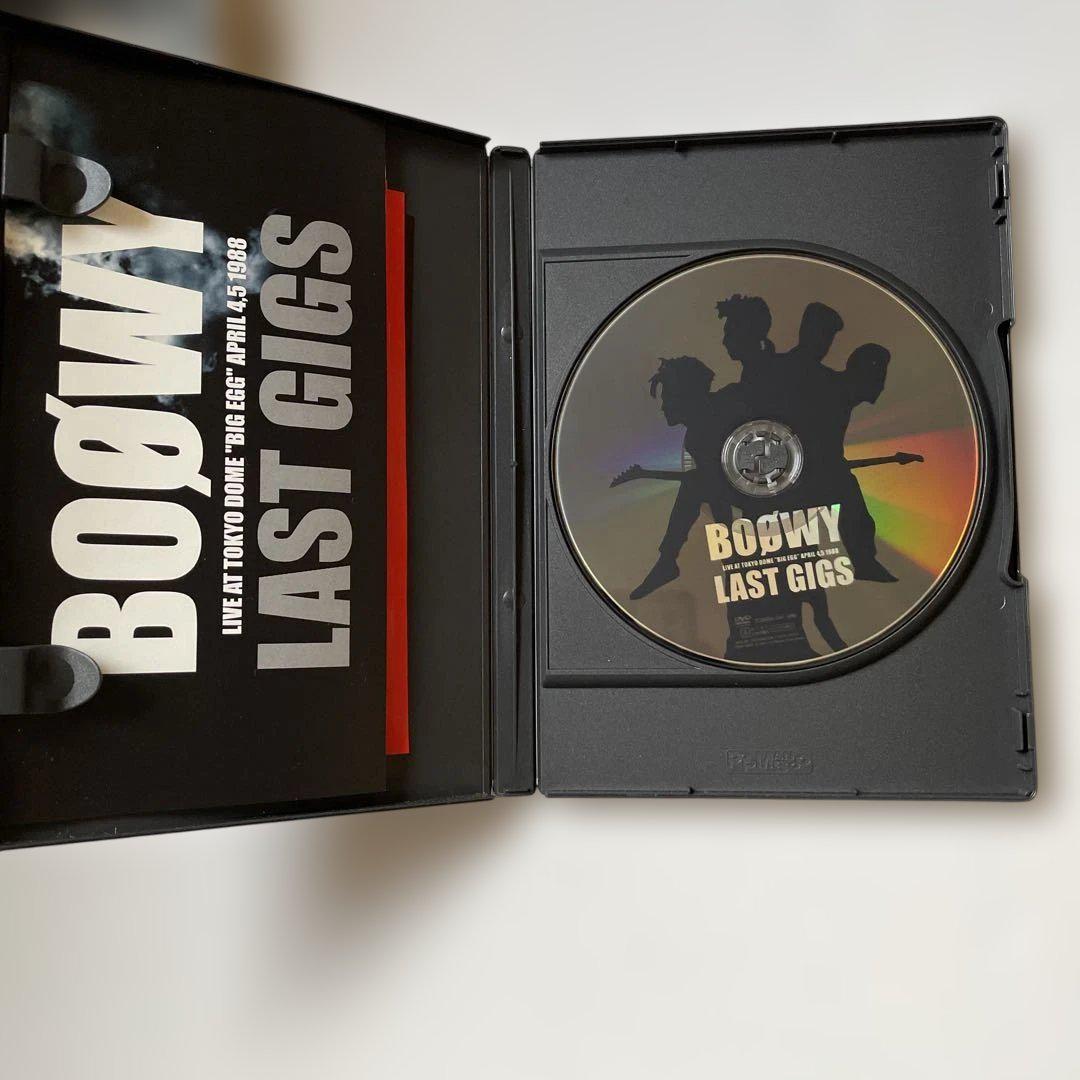 BOØWY
LIVE AT TOKYO DOME "BIG EGG" APRIL 4,5 1988
LAST GIGS
BOØWY
LIVE AT TOKYO DOME "BIG EGG" APRIL 4,5 1988
LAST GIGS
DVD